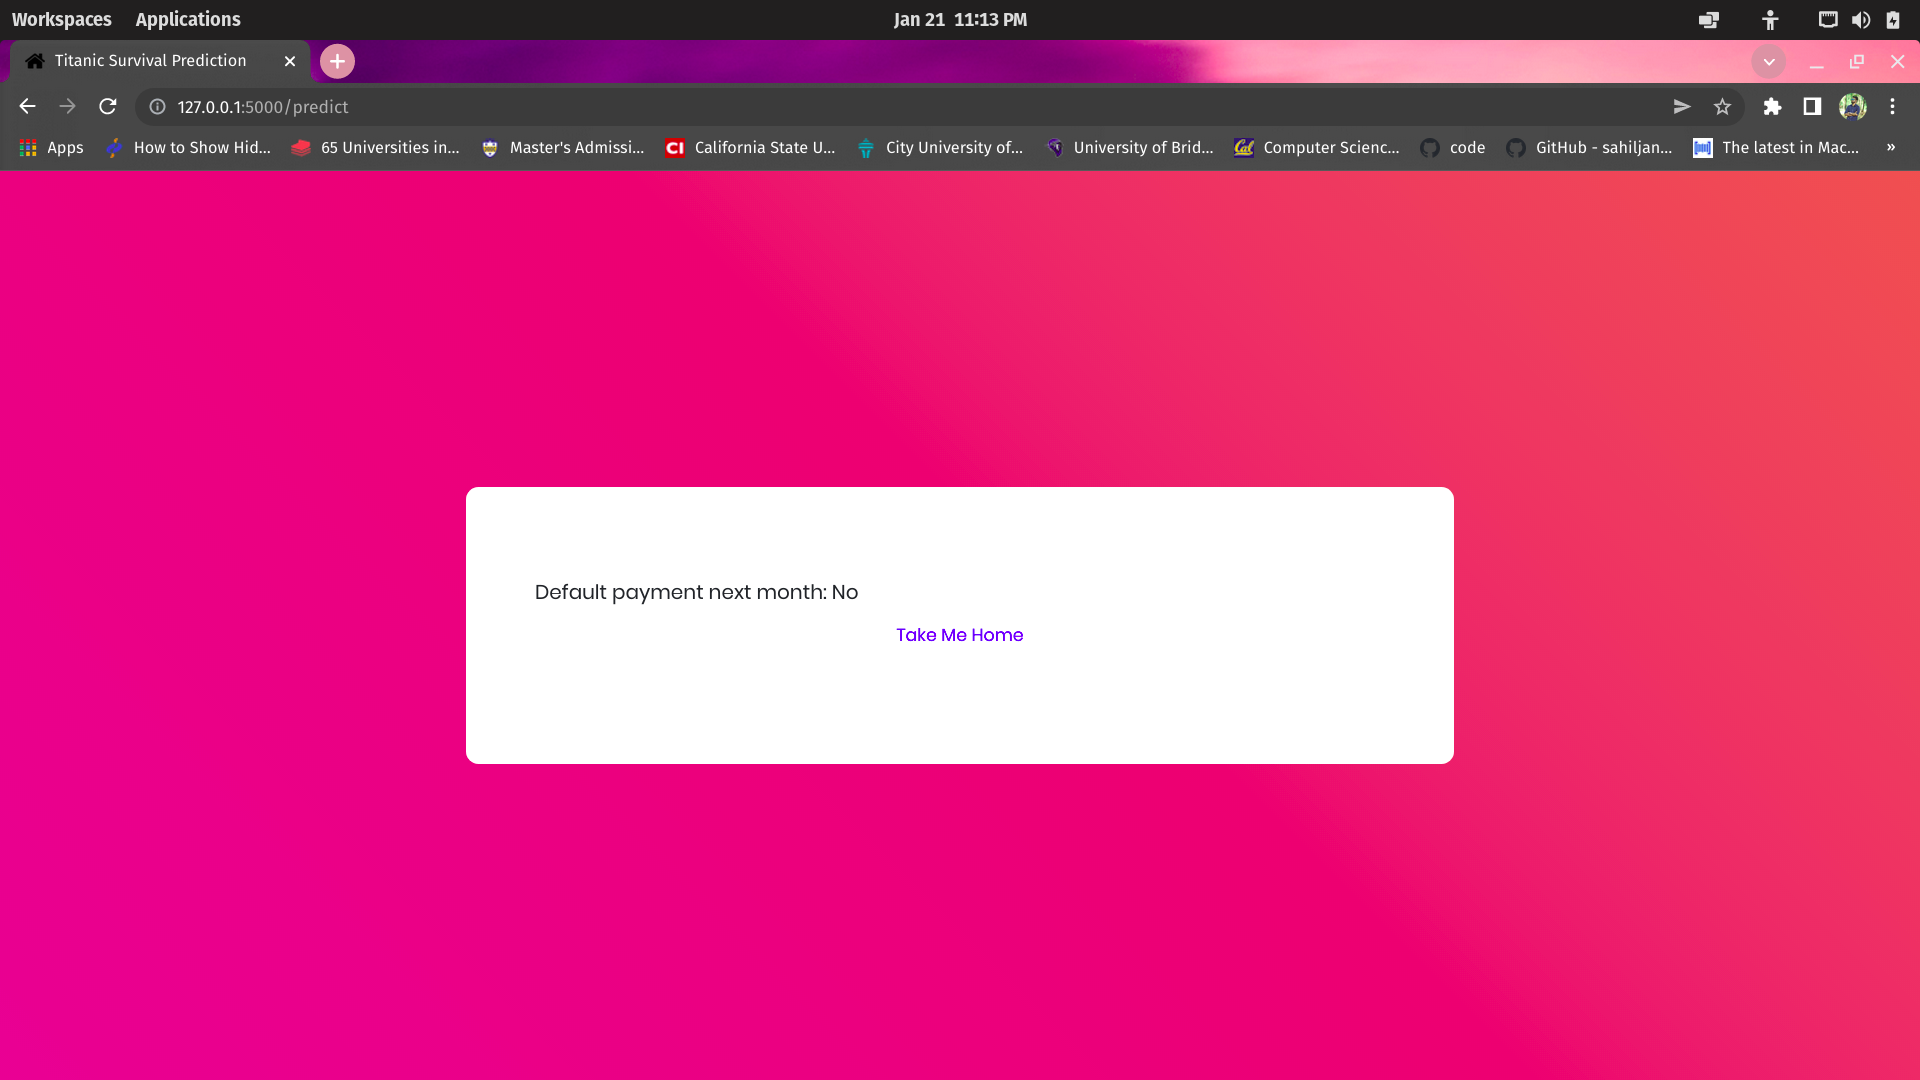 Workspaces Applications Jan 21 11:13 PM
Titanic Survival Prediction
127.0.0.1:5000/predict
Apps How to Show Hid... 65 Universities in... Master's Admissi... CI California State U... City University of... University of Brid... Cal Computer Scienc... code GitHub - sahiljan... The latest in Mac... »
Default payment next month: No
Take Me Home